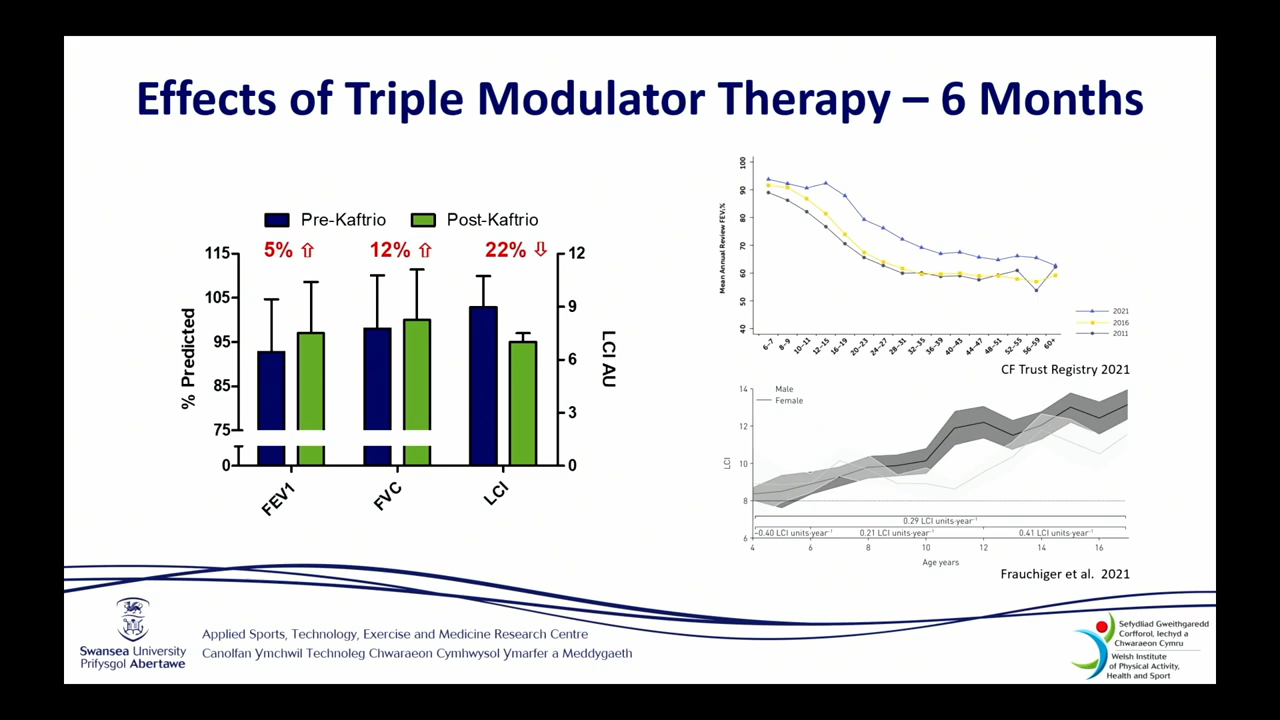 Effects of Triple Modulator Therapy – 6 Months
Pre-Kaftrio
Post-Kaftrio
5% ⇧
12% ⇧
22% ⇩
115
105
95
85
75
0
% Predicted
12
9
6
3
0
LCI AU
FEV1
FVC
LCI
100
90
80
70
60
50
40
Mean Annual Review FEV₁%
6–7
8–9
10–11
12–15
16–19
20–23
24–27
28–31
32–35
36–39
40–43
44–47
48–51
52–55
56–59
60+
2021
2016
2011
CF Trust Registry 2021
14
12
10
8
6
LCI
Male
Female
0.29 LCI units·year⁻¹
–0.40 LCI units·year⁻¹
0.21 LCI units·year⁻¹
0.41 LCI units·year⁻¹
4
6
8
10
12
14
16
Age years
Frauchiger et al. 2021
Swansea University
Prifysgol Abertawe
Applied Sports, Technology, Exercise and Medicine Research Centre
Canolfan Ymchwil Technoleg Chwaraeon Cymhwysol Ymarfer a Meddygaeth
Sefydliad Gweithgaredd
Corfforol, Iechyd a
Chwaraeon Cymru
Welsh Institute
of Physical Activity,
Health and Sport